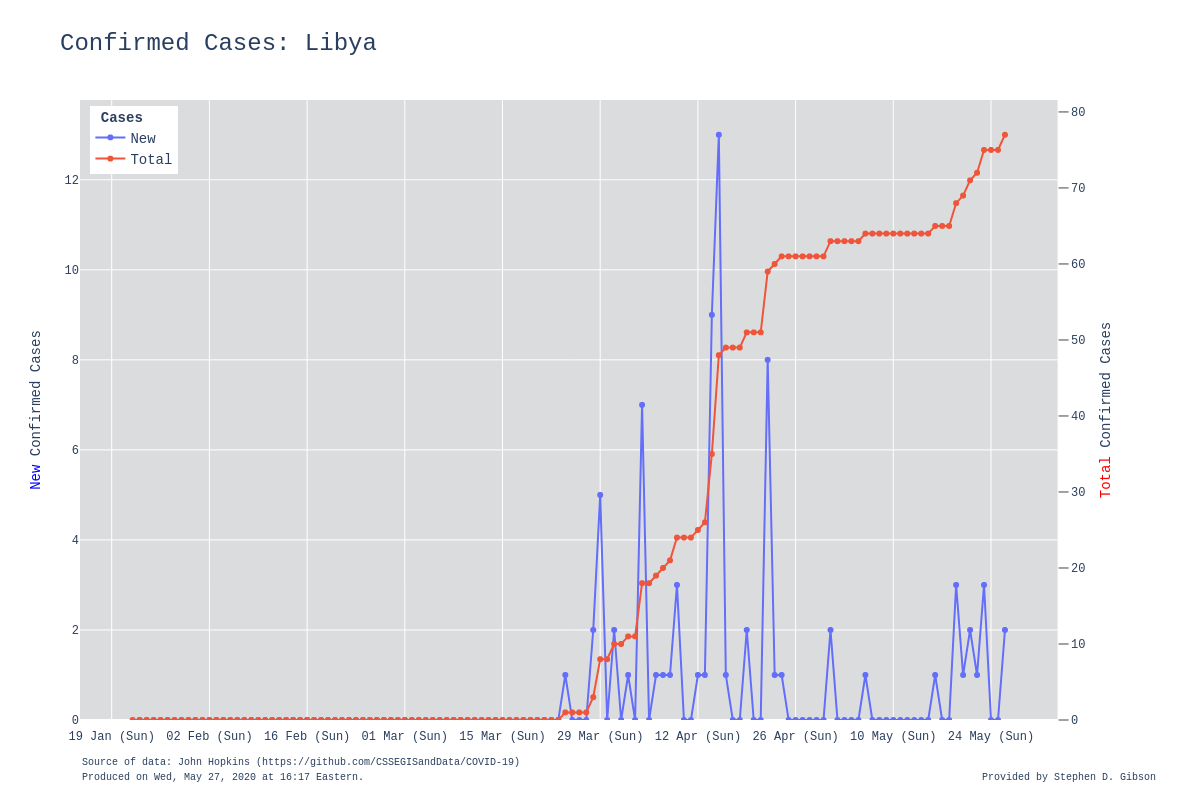 Confirmed Cases: Libya
Cases
New
Total
12
10
8
6
4
2
0
80
70
60
50
40
30
20
10
0
New Confirmed Cases
Total Confirmed Cases
19 Jan (Sun) 02 Feb (Sun) 16 Feb (Sun) 01 Mar (Sun) 15 Mar (Sun) 29 Mar (Sun) 12 Apr (Sun) 26 Apr (Sun) 10 May (Sun) 24 May (Sun)
Source of data: John Hopkins (https://github.com/CSSEGISandData/COVID-19)
Produced on Wed, May 27, 2020 at 16:17 Eastern.
Provided by Stephen D. Gibson